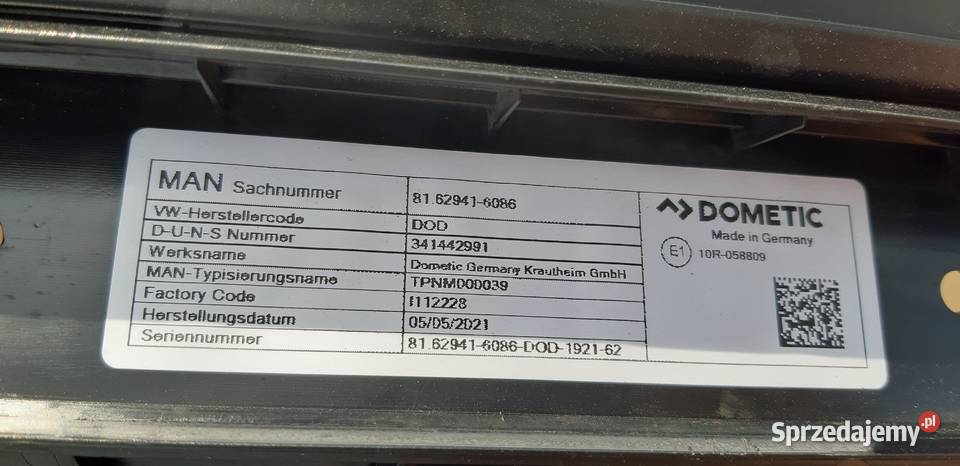 MAN Sachnummer 81.62941-6086
VW-Herstellercode DOD
D-U-N-S Nummer 341442991
Werksname Dometic Germany Krautheim GmbH
MAN-Typisierungsname TPNM000039
Factory Code I112228
Herstellungsdatum 05/05/2021
Seriennummer 81.62941-6086-DOD-1921-62
DOMETIC
Made in Germany
E1 10R-058809
Sprzedajemy.pl